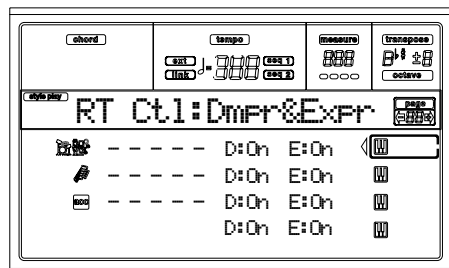 chord tempo measure transpose
ext seq 1
link seq 2
octave
style play RT Ctl:Dmpr&Expr page
– – – – – D:On E:On
– – – – – D:On E:On
ACC – – – – – D:On E:On
D:On E:On